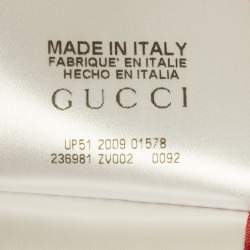 MADE IN ITALY
FABRIQUE' EN ITALIE
HECHO EN ITALIA
GUCCI
UP51 2009 01578
236981 ZV002 0092